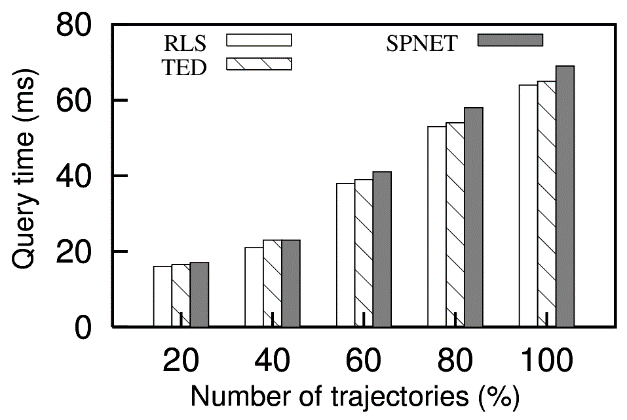 80
60
40
20
0
Query time (ms)
RLS
TED
SPNET
20 40 60 80 100
Number of trajectories (%)